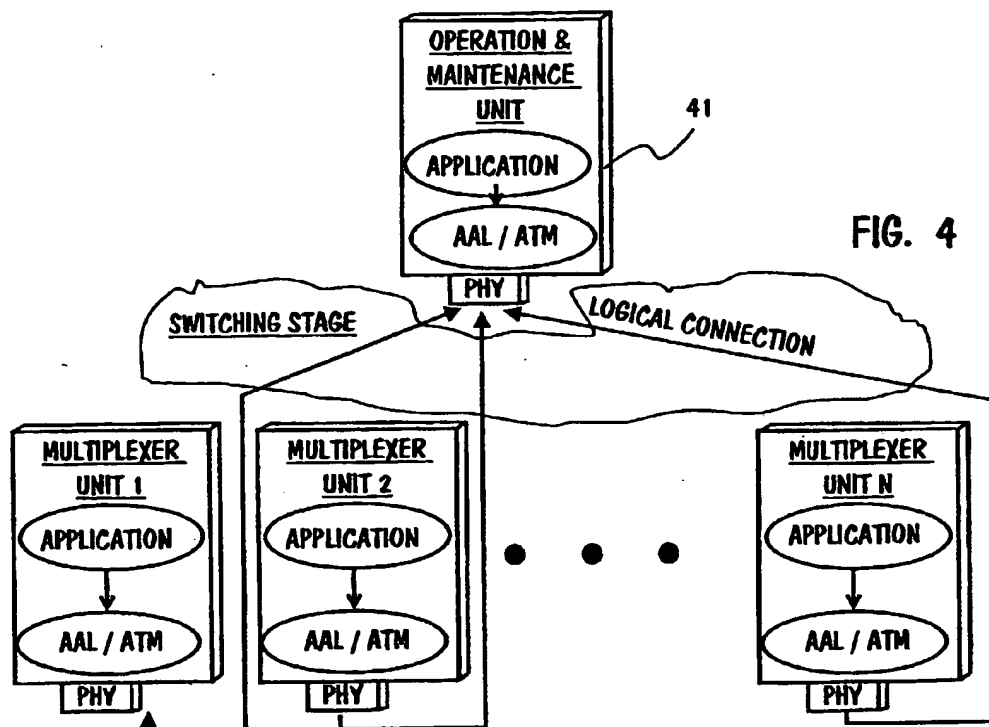 OPERATION &
MAINTENANCE
UNIT
APPLICATION
AAL / ATM
PHY
41
FIG. 4
SWITCHING STAGE
LOGICAL CONNECTION
MULTIPLEXER
UNIT 1
APPLICATION
AAL / ATM
PHY
MULTIPLEXER
UNIT 2
APPLICATION
AAL / ATM
PHY
MULTIPLEXER
UNIT N
APPLICATION
AAL / ATM
PHY